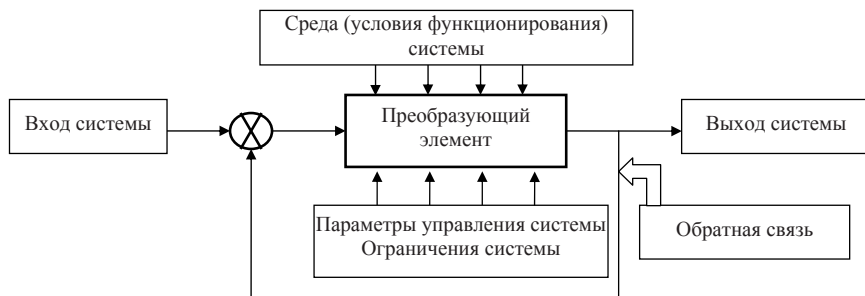 Среда (условия функционирования)
системы
Вход системы
Преобразующий
элемент
Выход системы
Параметры управления системы
Ограничения системы
Обратная связь